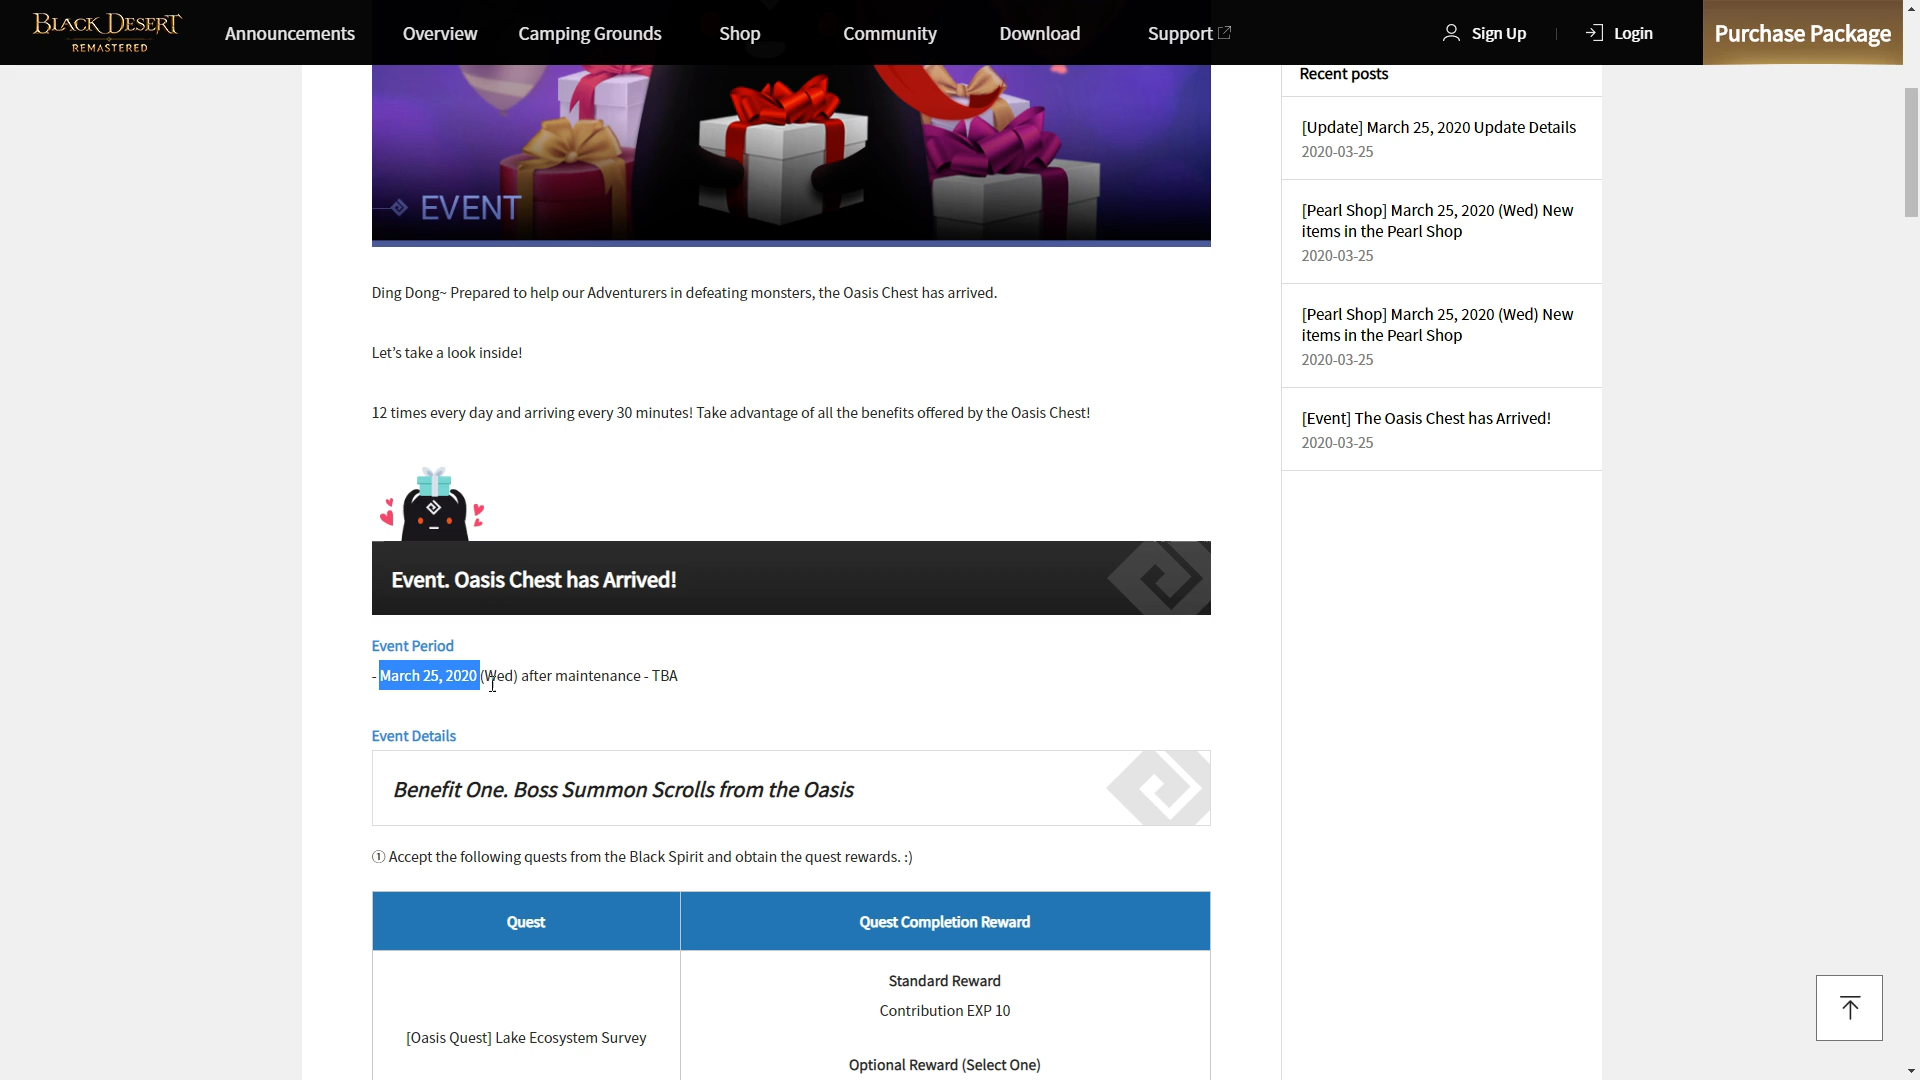 BLACK DESERT
REMASTERED
Announcements
Overview
Camping Grounds
Shop
Community
Download
Support
Sign Up
Login
Purchase Package
EVENT
Ding Dong~ Prepared to help our Adventurers in defeating monsters, the Oasis Chest has arrived.
Let's take a look inside!
12 times every day and arriving every 30 minutes! Take advantage of all the benefits offered by the Oasis Chest!
Event. Oasis Chest has Arrived!
Event Period
- March 25, 2020 (Wed) after maintenance - TBA
Event Details
Benefit One. Boss Summon Scrolls from the Oasis
① Accept the following quests from the Black Spirit and obtain the quest rewards. :)
Quest
Quest Completion Reward
[Oasis Quest] Lake Ecosystem Survey
Standard Reward
Contribution EXP 10
Optional Reward (Select One)
Recent posts
[Update] March 25, 2020 Update Details
2020-03-25
[Pearl Shop] March 25, 2020 (Wed) New
items in the Pearl Shop
2020-03-25
[Pearl Shop] March 25, 2020 (Wed) New
items in the Pearl Shop
2020-03-25
[Event] The Oasis Chest has Arrived!
2020-03-25